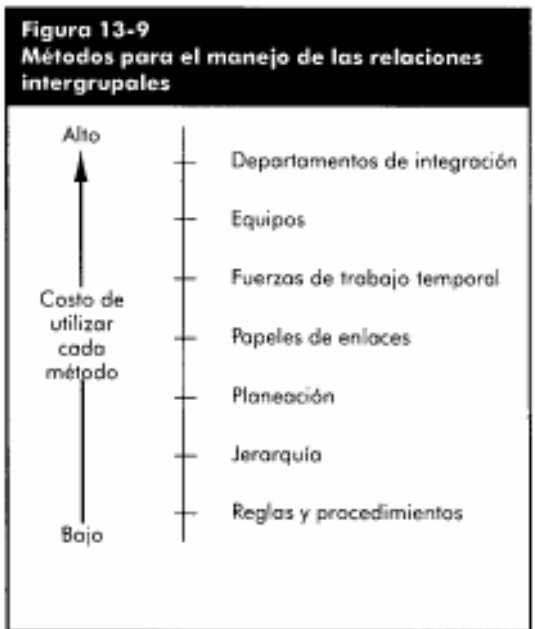 Figura 13-9
Métodos para el manejo de las relaciones
intergrupales
Alto
Departamentos de integración
Equipos
Fuerzas de trabajo temporal
Costo de
utilizar
cada
método
Papeles de enlaces
Planeación
Jerarquía
Reglas y procedimientos
Bajo